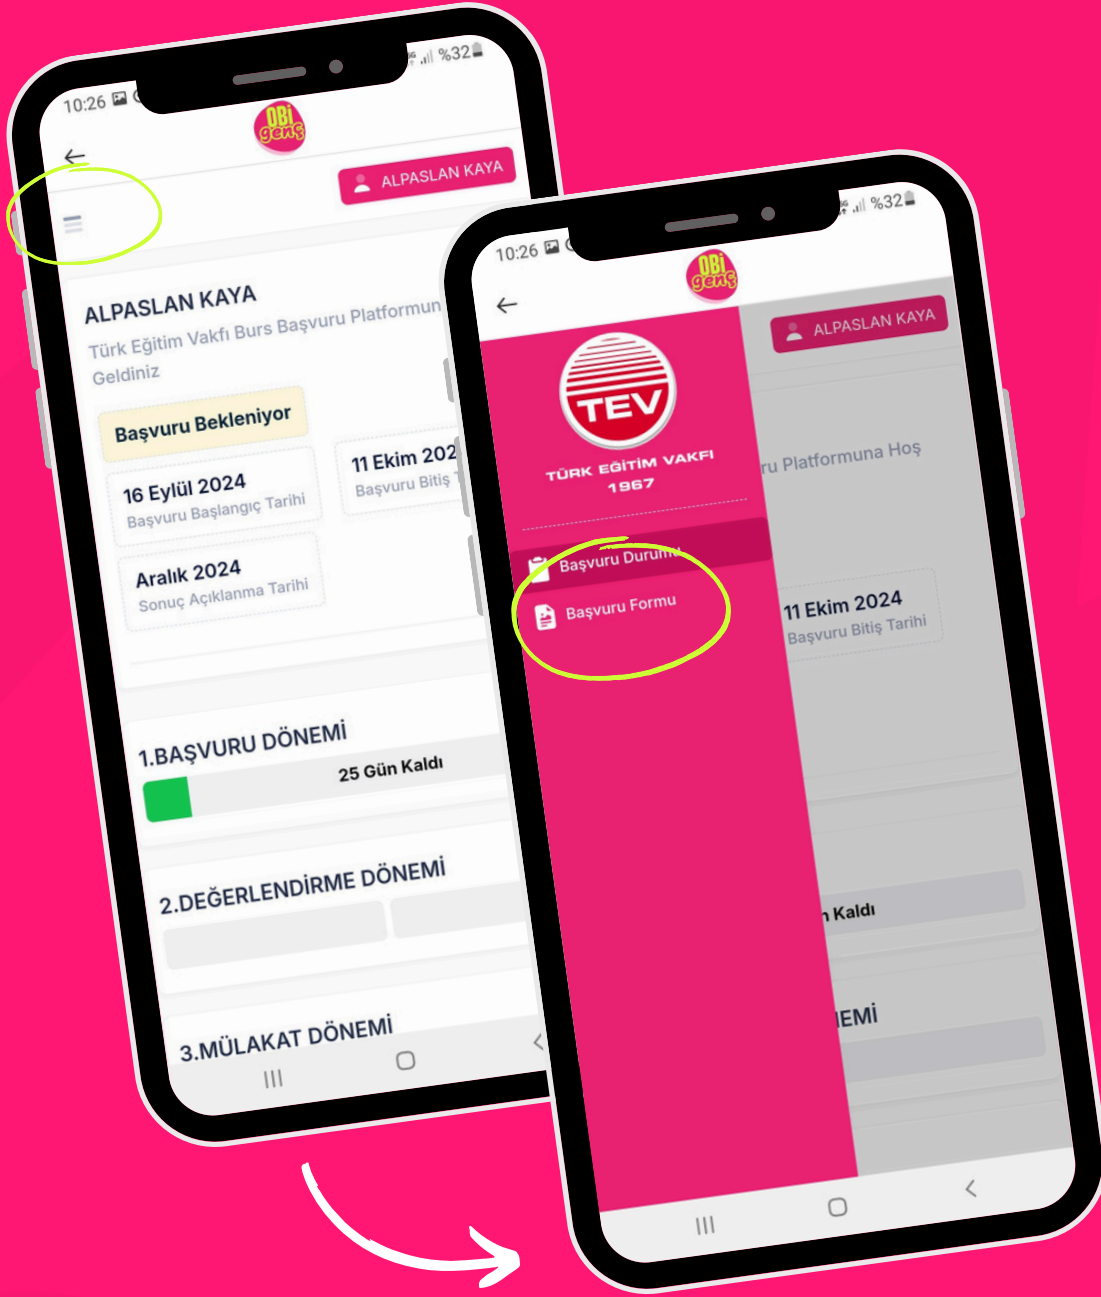 10:26
%32
OBi
genç
ALPASLAN KAYA
ALPASLAN KAYA
Türk Eğitim Vakfı Burs Başvuru Platformun
Geldiniz
Başvuru Bekleniyor
16 Eylül 2024
Başvuru Başlangıç Tarihi
11 Ekim 202
Başvuru Bitiş T
Aralık 2024
Sonuç Açıklanma Tarihi
1.BAŞVURU DÖNEMİ
25 Gün Kaldı
2.DEĞERLENDİRME DÖNEMİ
3.MÜLAKAT DÖNEMİ
10:26
%32
OBi
genç
TEV
TÜRK EĞİTİM VAKFI
1967
Başvuru Durumu
Başvuru Formu
ALPASLAN KAYA
ru Platformuna Hoş
11 Ekim 2024
Başvuru Bitiş Tarihi
n Kaldı
NEMİ